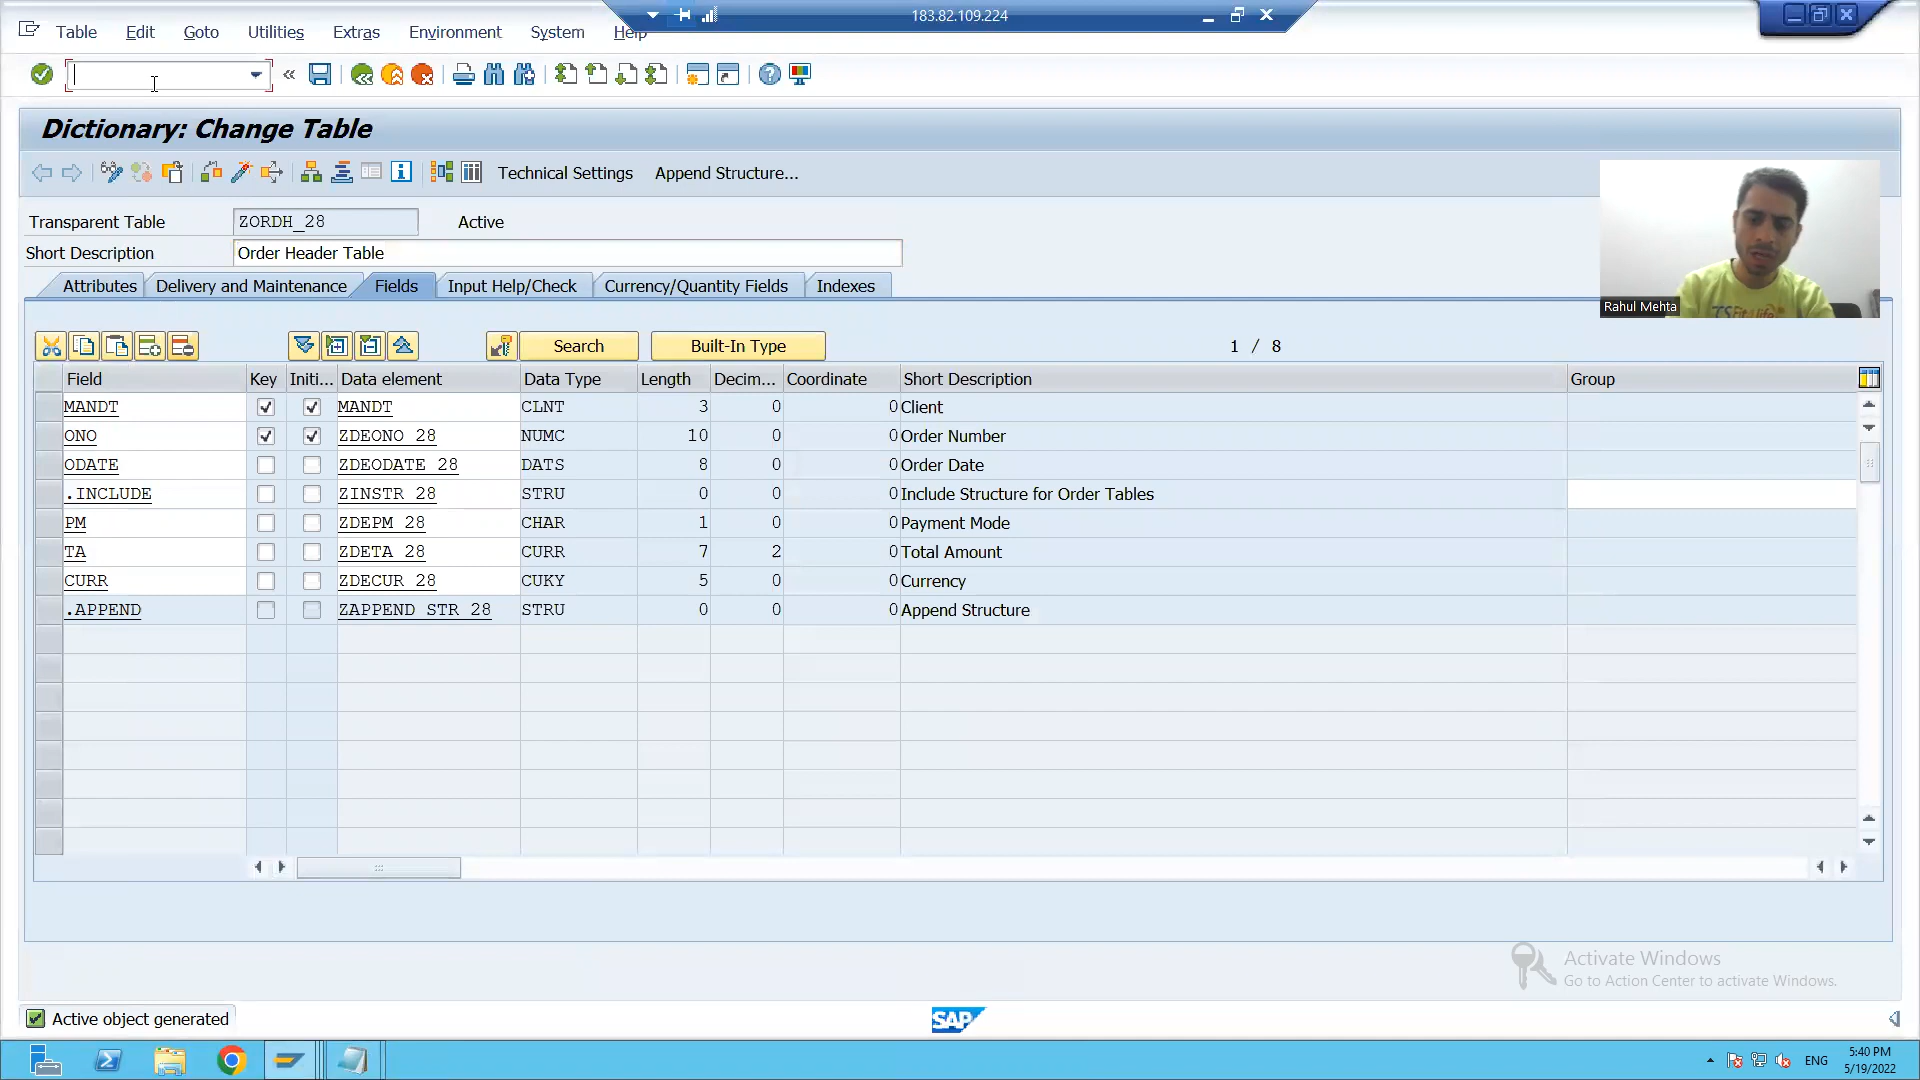 183.82.109.224
Table Edit Goto Utilities Extras Environment System Help
Dictionary: Change Table
Technical Settings Append Structure...
Transparent Table ZORDH_28 Active
Short Description Order Header Table
Rahul Mehta
Attributes Delivery and Maintenance Fields Input Help/Check Currency/Quantity Fields Indexes
Search Built-In Type 1 / 8
Field Key Initi... Data element Data Type Length Decim... Coordinate Short Description Group
MANDT MANDT CLNT 3 0 0 Client
ONO ZDEONO_28 NUMC 10 0 0 Order Number
ODATE ZDEODATE_28 DATS 8 0 0 Order Date
.INCLUDE ZINSTR_28 STRU 0 0 0 Include Structure for Order Tables
PM ZDEPM_28 CHAR 1 0 0 Payment Mode
TA ZDETA_28 CURR 7 2 0 Total Amount
CURR ZDECUR_28 CUKY 5 0 0 Currency
.APPEND ZAPPEND_STR_28 STRU 0 0 0 Append Structure
Activate Windows
Go to Action Center to activate Windows.
Active object generated
SAP
ENG
5:40 PM
5/19/2022